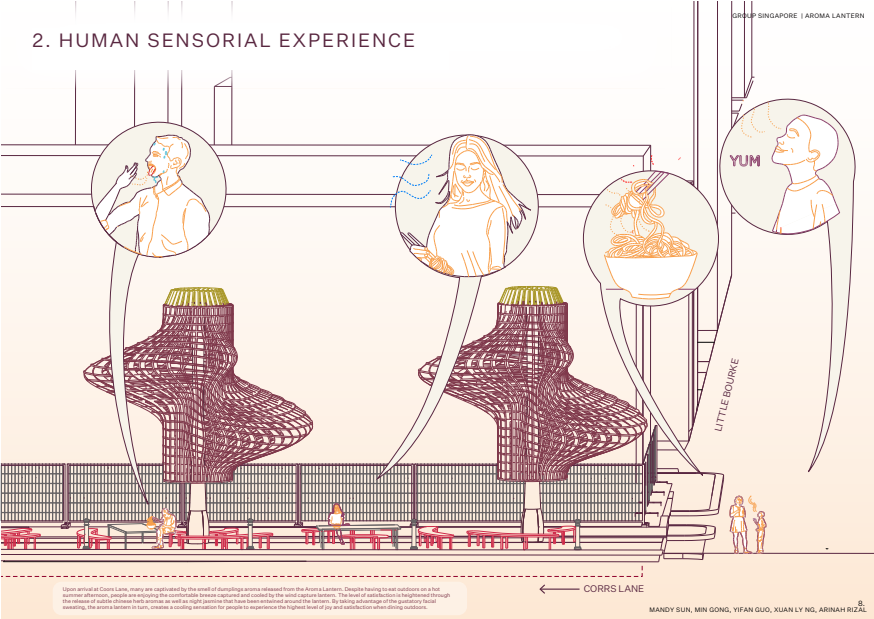 GROUP SINGAPORE | AROMA LANTERN
2. HUMAN SENSORIAL EXPERIENCE
YUM
LITTLE BOURKE
CORRS LANE
Upon arrival at Corrs Lane, many are captivated by the smell of dumplings aroma released from the Aroma Lantern. Despite having to eat outdoors on a hot
summer afternoon, people are enjoying the comfortable breeze captured and cooled by the wind capture lantern. The level of satisfaction is heightened through
the release of subtle chinese herb aromas as well as night jasmine that have been entwined around the lantern. By taking advantage of the gustatory facial
sweating, the aroma lantern in turn, creates a cooling sensation for people to experience the highest level of joy and satisfaction when dining outdoors.
8.
MANDY SUN, MIN GONG, YIFAN GUO, XUAN LY NG, ARINAH RIZAL